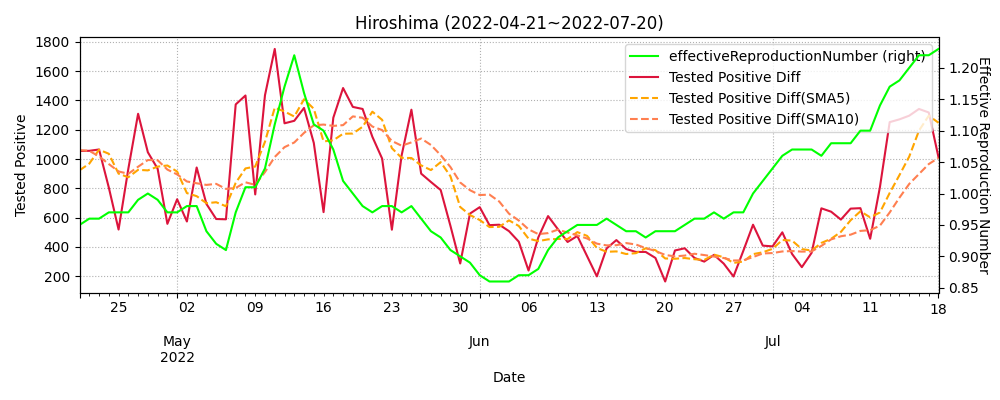 Hiroshima (2022-04-21~2022-07-20)
effectiveReproductionNumber (right)
Tested Positive Diff
Tested Positive Diff(SMA5)
Tested Positive Diff(SMA10)
Tested Positive
1800
1600
1400
1200
1000
800
600
400
200
Effective Reproduction Number
1.20
1.15
1.10
1.05
1.00
0.95
0.90
0.85
25 02 09 16 23 30 06 13 20 27 04 11 18
May Jun Jul
2022
Date